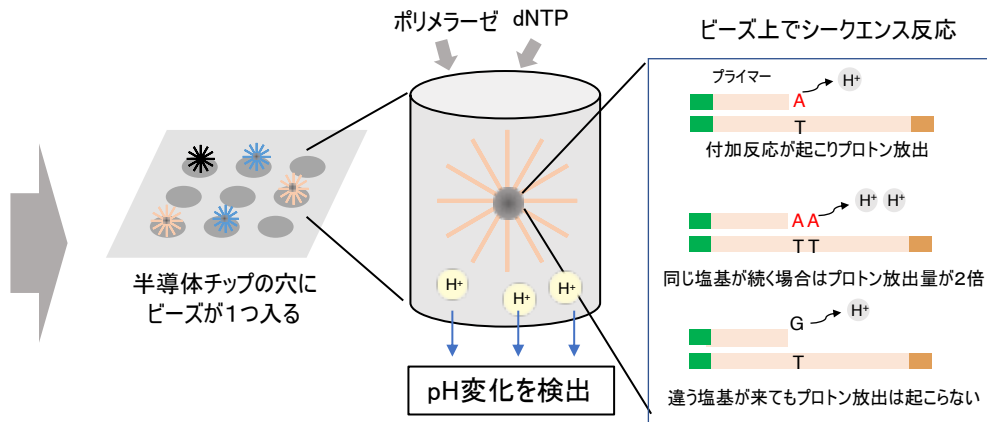 ポリメラーゼ dNTP
半導体チップの穴に
ビーズが１つ入る
H+
H+
H+
pH変化を検出
ビーズ上でシークエンス反応
プライマー
A H+
T
付加反応が起こりプロトン放出
A A H+ H+
T T
同じ塩基が続く場合はプロトン放出量が2倍
G H+
T
違う塩基が来てもプロトン放出は起こらない